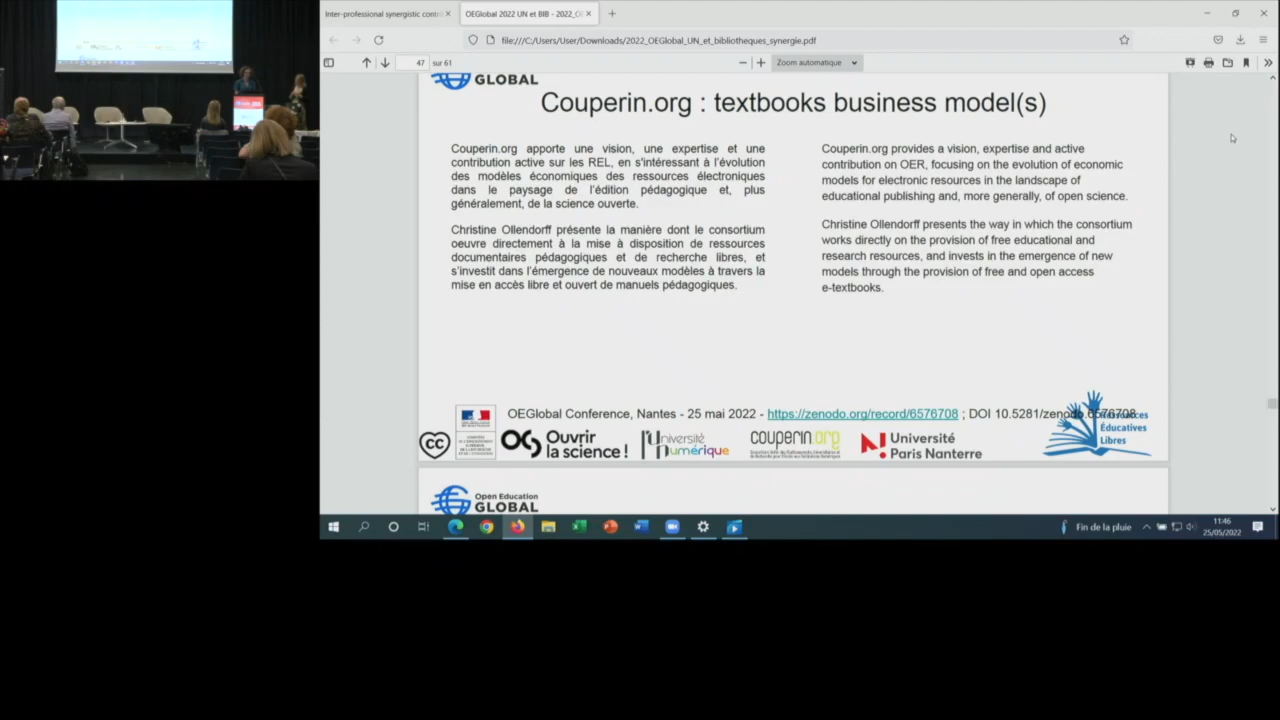 Inter-professional synergistic contri
OEGlobal 2022 UN et BIB - 2022_O
file:///C:/Users/User/Downloads/2022_OEGlobal_UN_et_bibliotheques_synergie.pdf
47 sur 61
Zoom automatique
GLOBAL
Couperin.org : textbooks business model(s)
Couperin.org apporte une vision, une expertise et une
contribution active sur les REL, en s'intéressant à l'évolution
des modèles économiques des ressources électroniques
dans le paysage de l'édition pédagogique et, plus
généralement, de la science ouverte.
Christine Ollendorff présente la manière dont le consortium
oeuvre directement à la mise à disposition de ressources
documentaires pédagogiques et de recherche libres, et
s'investit dans l'émergence de nouveaux modèles à travers la
mise en accès libre et ouvert de manuels pédagogiques.
Couperin.org provides a vision, expertise and active
contribution on OER, focusing on the evolution of economic
models for electronic resources in the landscape of
educational publishing and, more generally, of open science.
Christine Ollendorff presents the way in which the consortium
works directly on the provision of free educational and
research resources, and invests in the emergence of new
models through the provision of free and open access
e-textbooks.
OEGlobal Conference, Nantes - 25 mai 2022 - https://zenodo.org/record/6576708 ; DOI 10.5281/zenodo.6576708
Ressources
Éducatives
Libres
CC
Ouvrir
la science !
l'Université
numérique
couperin.org
Université
Paris Nanterre
Open Education
GLOBAL
Fin de la pluie
11:46
25/05/2022